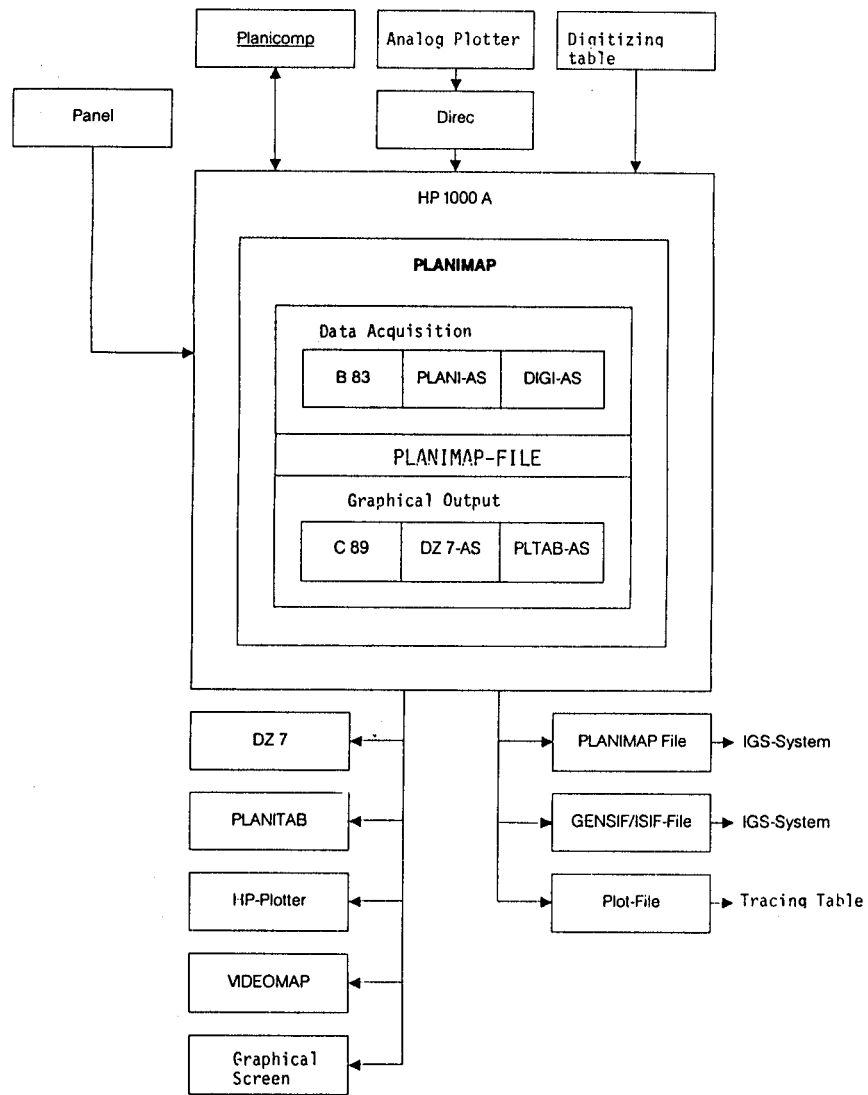 Planicomp
Analog Plotter
Digitizing
table
Panel
Direc
HP 1000 A
PLANIMAP
Data Acquisition
B 83
PLANI-AS
DIGI-AS
PLANIMAP-FILE
Graphical Output
C 89
DZ 7-AS
PLTAB-AS
DZ 7
PLANIMAP File
IGS-System
PLANITAB
GENSIF/ISIF-File
IGS-System
HP-Plotter
Plot-File
Tracing Table
VIDEOMAP
Graphical
Screen